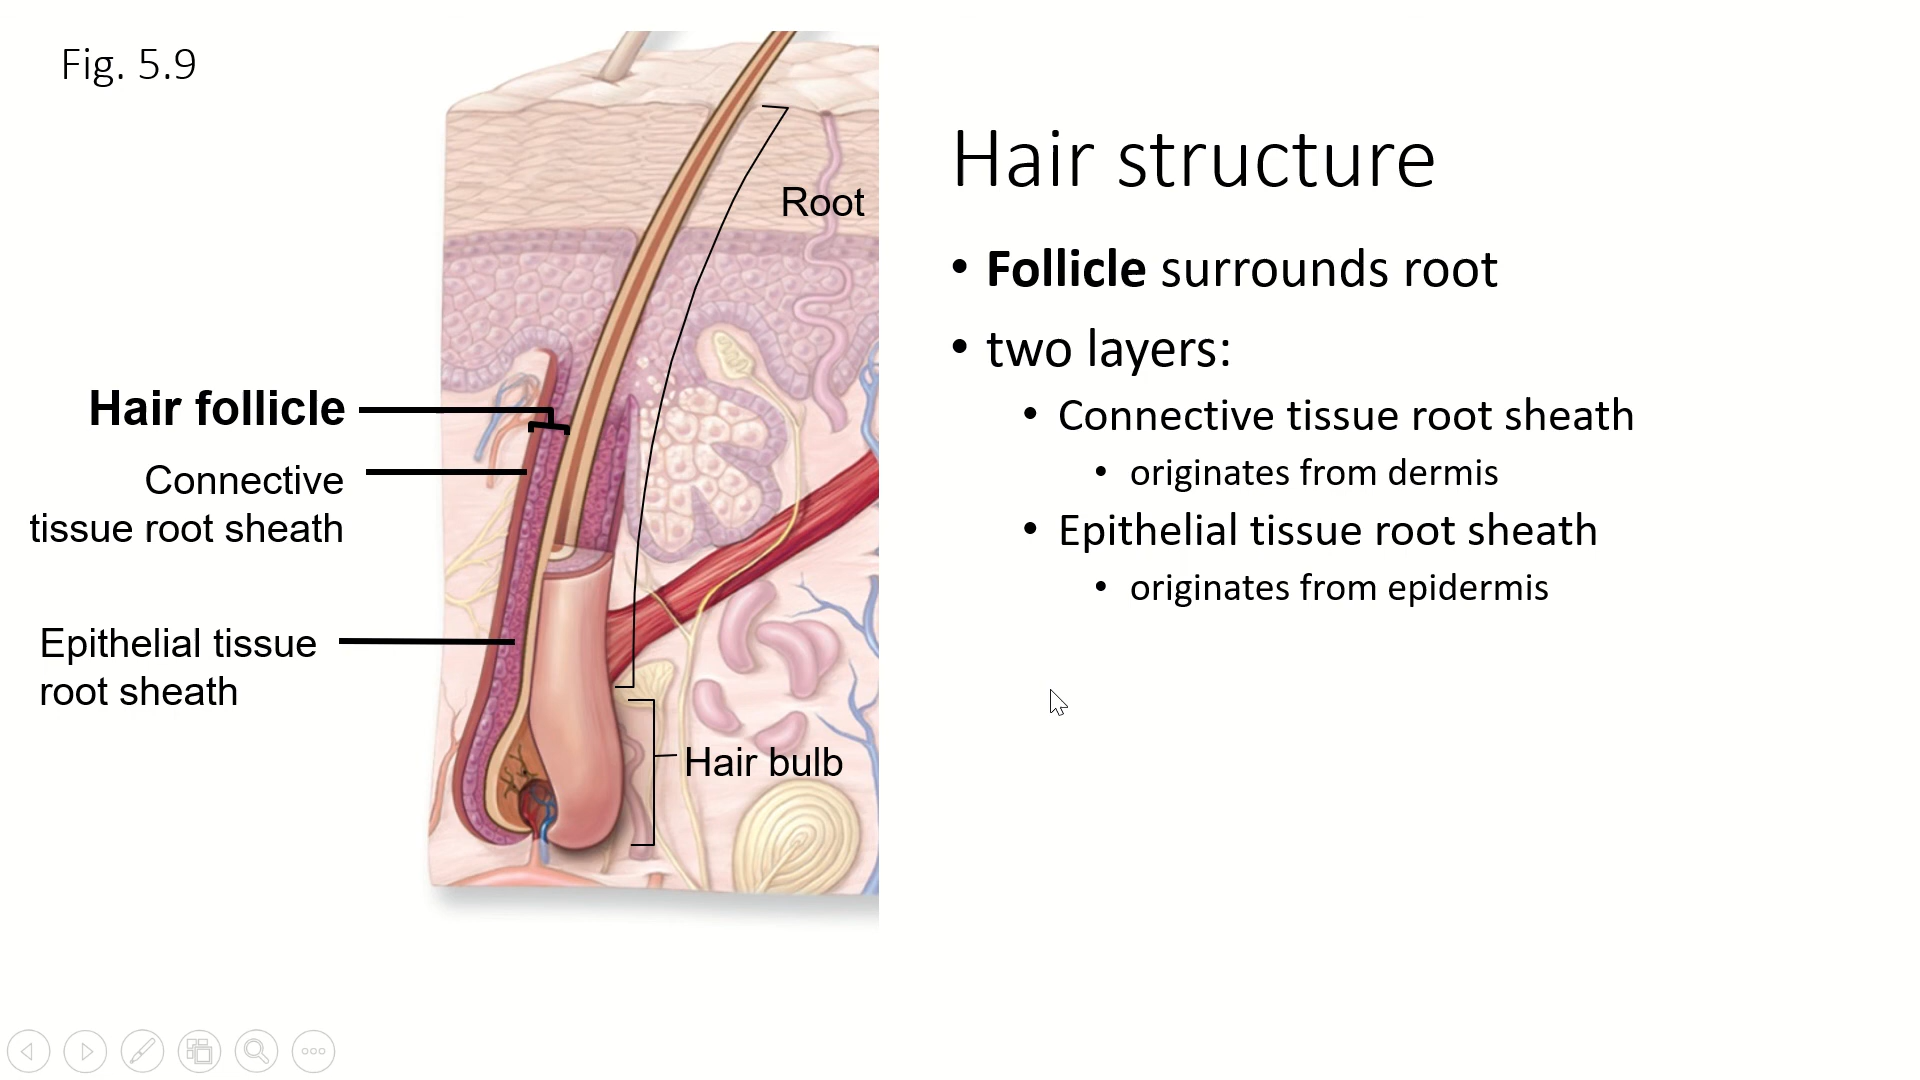 Fig. 5.9
Root
Hair follicle
Connective
tissue root sheath
Epithelial tissue
root sheath
Hair bulb
Hair structure
• Follicle surrounds root
• two layers:
• Connective tissue root sheath
• originates from dermis
• Epithelial tissue root sheath
• originates from epidermis